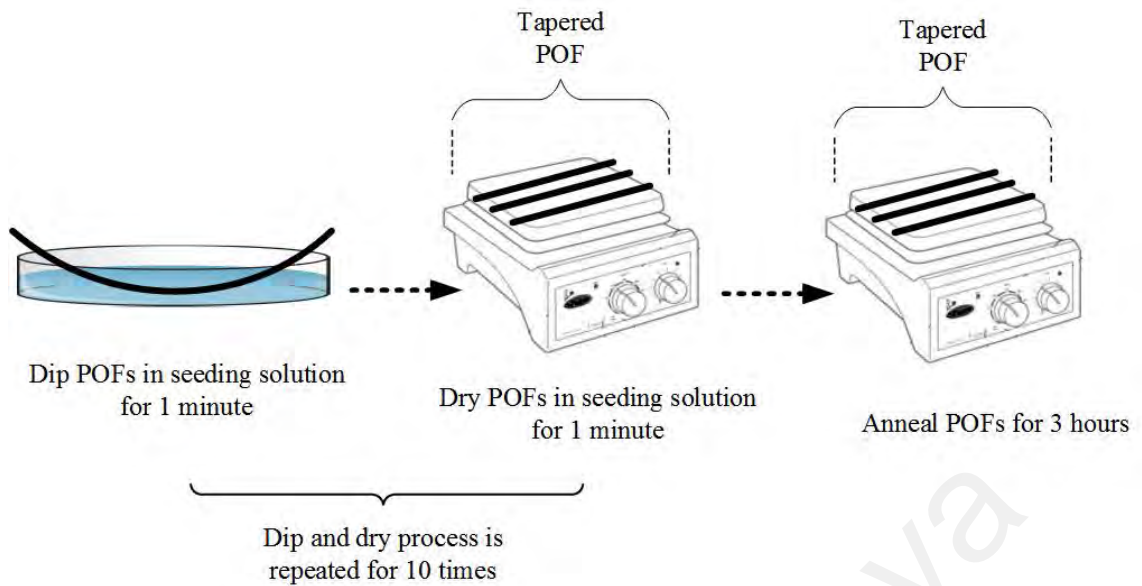 Tapered
POF
Tapered
POF
Dip POFs in seeding solution
for 1 minute
Dry POFs in seeding solution
for 1 minute
Anneal POFs for 3 hours
Dip and dry process is
repeated for 10 times
ya